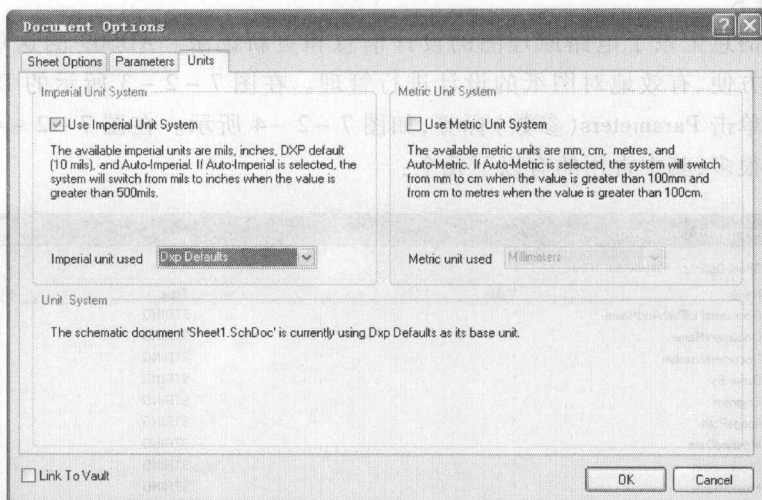 Document Options
Sheet Options Parameters Units
Imperial Unit System
Use Imperial Unit System
The available imperial units are mils, inches, DXP default
(10 mils), and Auto-Imperial. If Auto-Imperial is selected, the
system will switch from mils to inches when the value is
greater than 500mils.
Imperial unit used Dxp Defaults
Metric Unit System
Use Metric Unit System
The available metric units are mm, cm, metres, and
Auto-Metric. If Auto-Metric is selected, the system will switch
from mm to cm when the value is greater than 100mm and
from cm to metres when the value is greater than 100cm.
Metric unit used Millimeters
Unit System
The schematic document 'Sheet1.SchDoc' is currently using Dxp Defaults as its base unit.
Link To Vault
OK Cancel